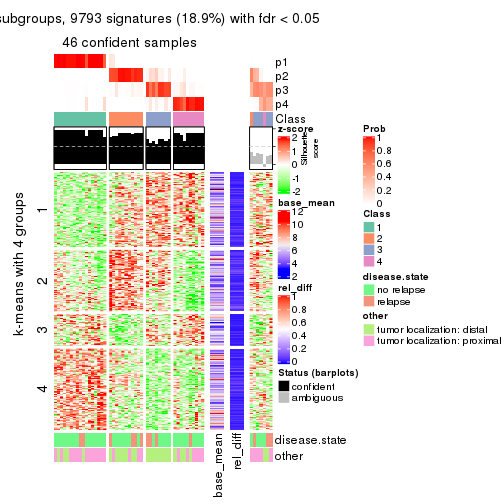 subgroups, 9793 signatures (18.9%) with fdr < 0.05
46 confident samples
p1
p2
p3
p4
Class
Silhouette
score
k-means with 4 groups
1
2
3
4
z-score
2
1
0
-1
-2
base_mean
12
10
8
6
4
2
rel_diff
1
0.8
0.6
0.4
0.2
0
Status (barplots)
confident
ambiguous
Prob
1
0.8
0.6
0.4
0.2
0
Class
1
2
3
4
disease.state
no relapse
relapse
other
tumor localization: distal
tumor localization: proximal
disease.state
other
base_mean
rel_diff